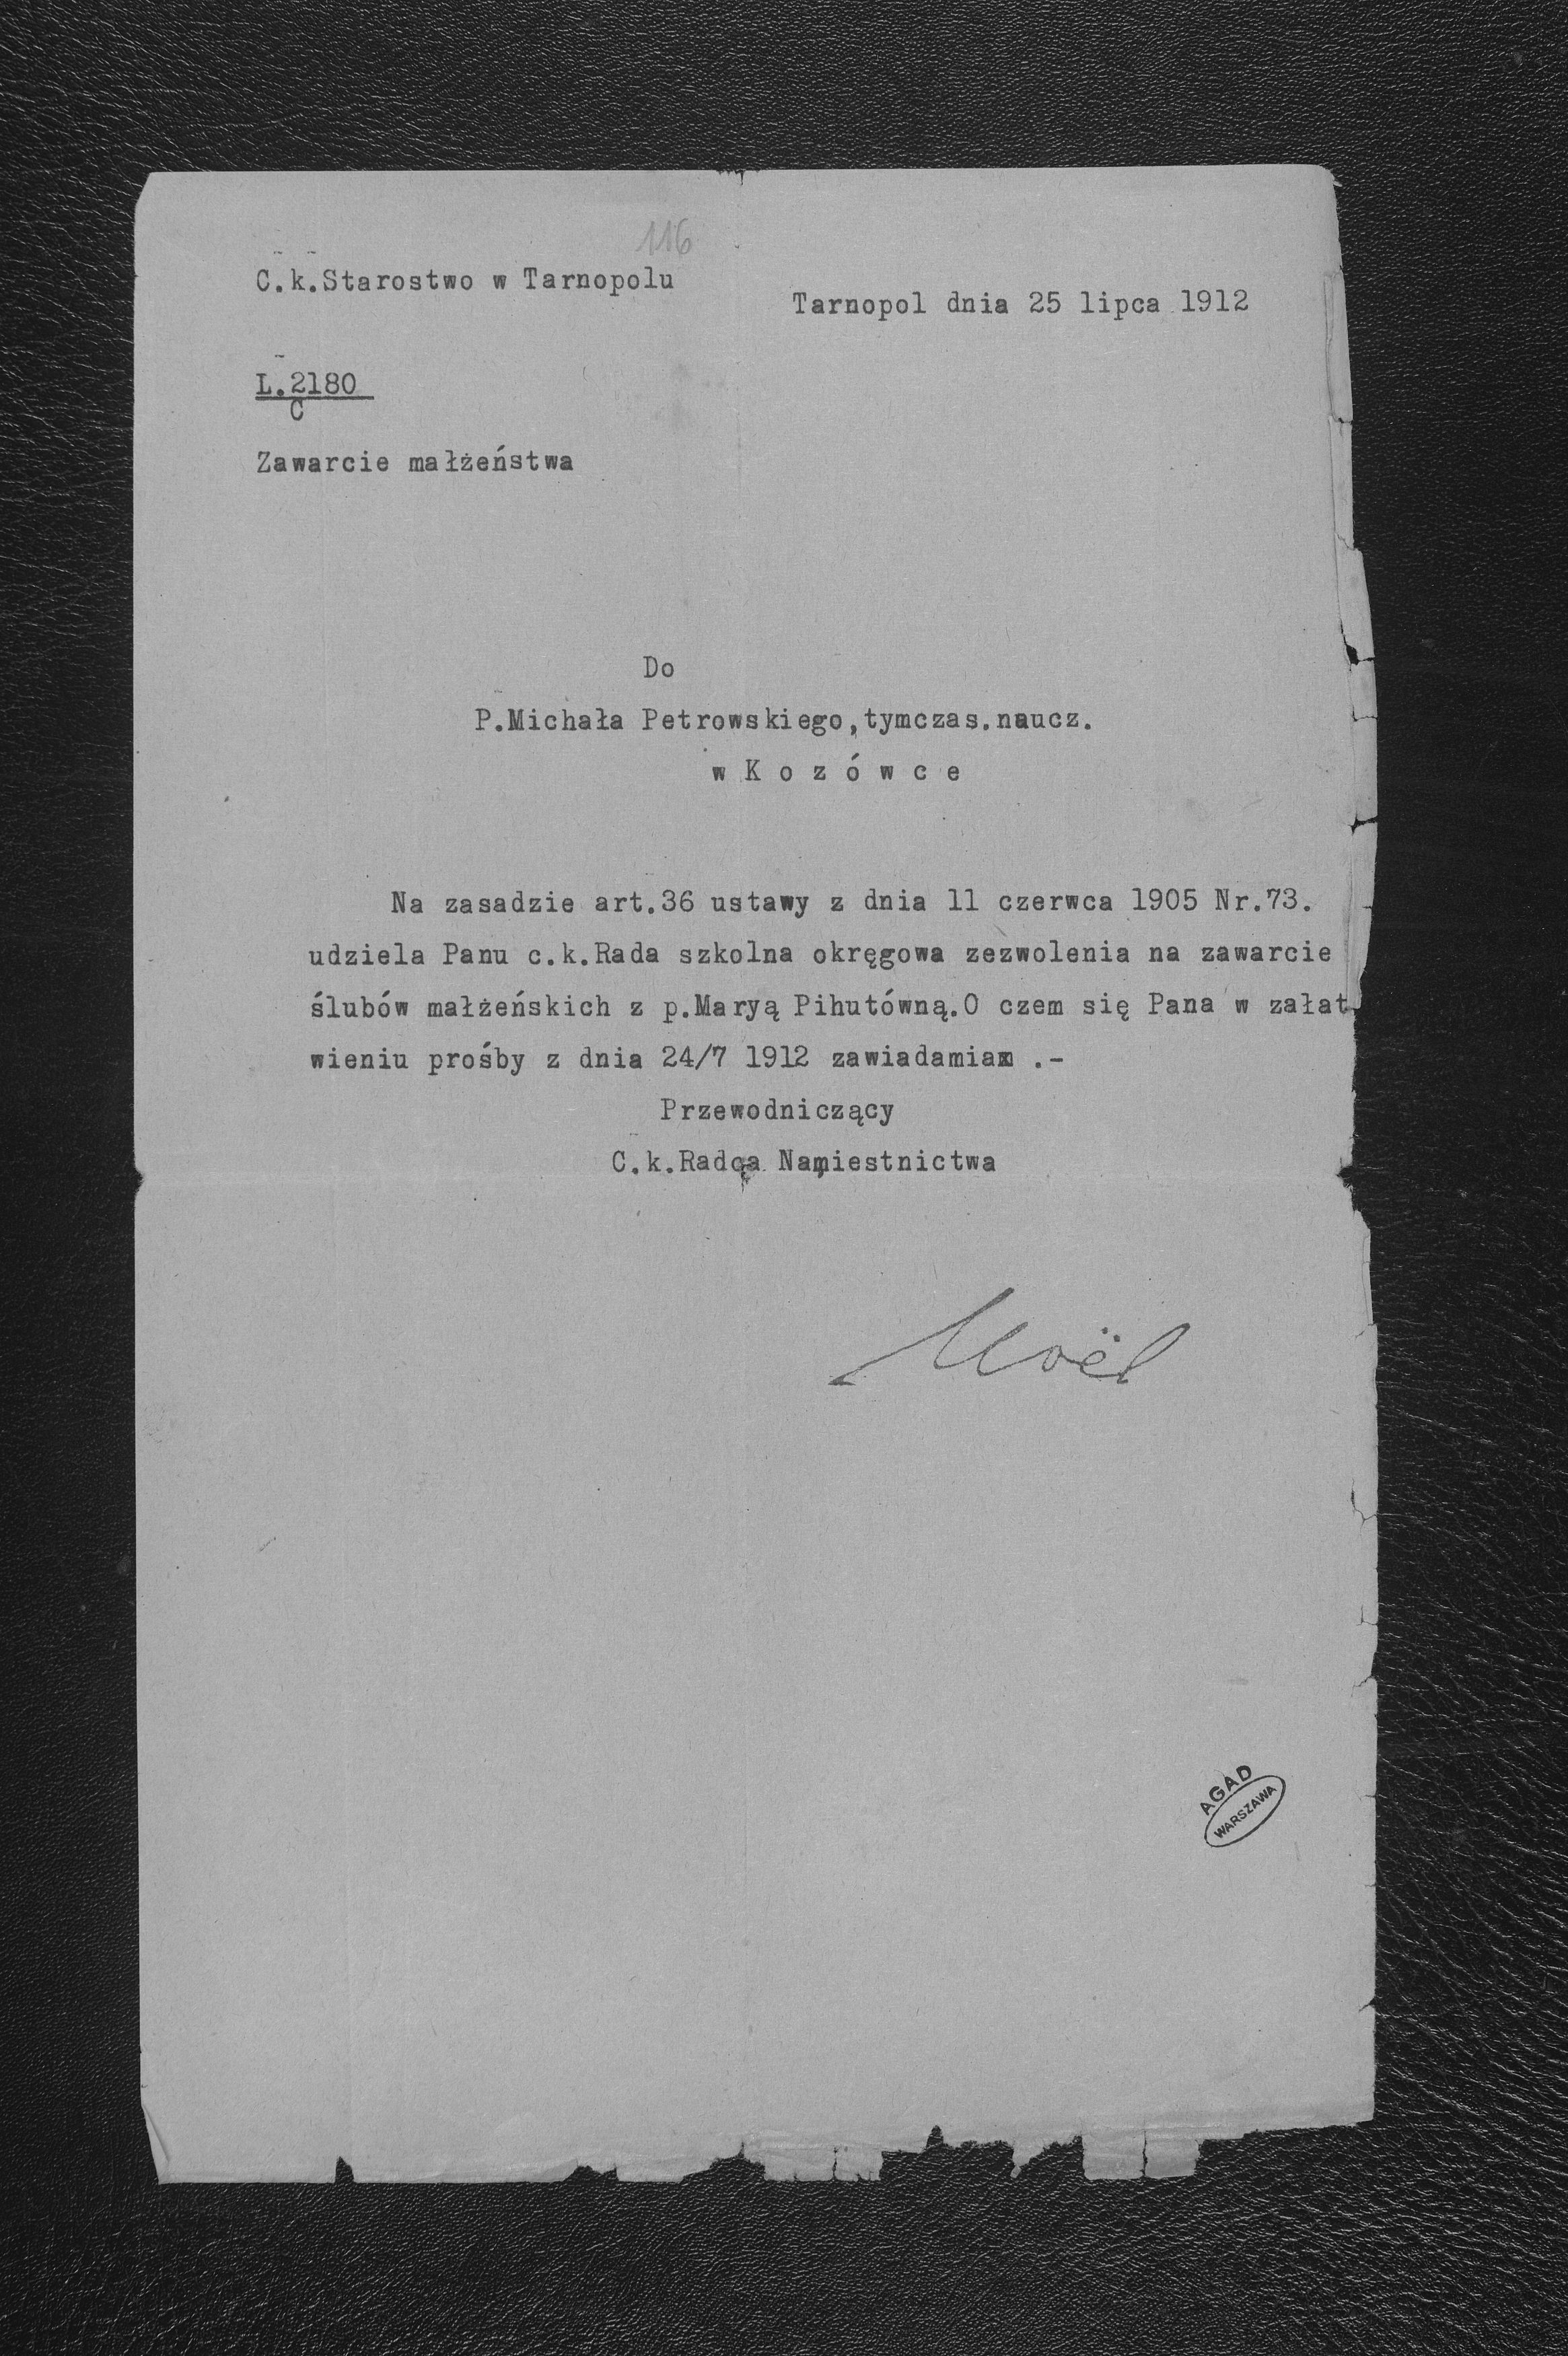 116
C.k.Starostwo w Tarnopolu
Tarnopol dnia 25 lipca 1912
L.2180
C
Zawarcie małżeństwa
Do
P.Michała Petrowskiego,tymczas.naucz.
w K o z ó w c e
Na zasadzie art.36 ustawy z dnia 11 czerwca 1905 Nr.73.
udziela Panu c.k.Rada szkolna okręgowa zezwolenia na zawarcie
ślubów małżeńskich z p.Maryą Pihutówną.O czem się Pana w załat
wieniu prośby z dnia 24/7 1912 zawiadamiam .-
Przewodniczący
C.k.Radca Namiestnictwa
Noël
AGAD
WARSZAWA